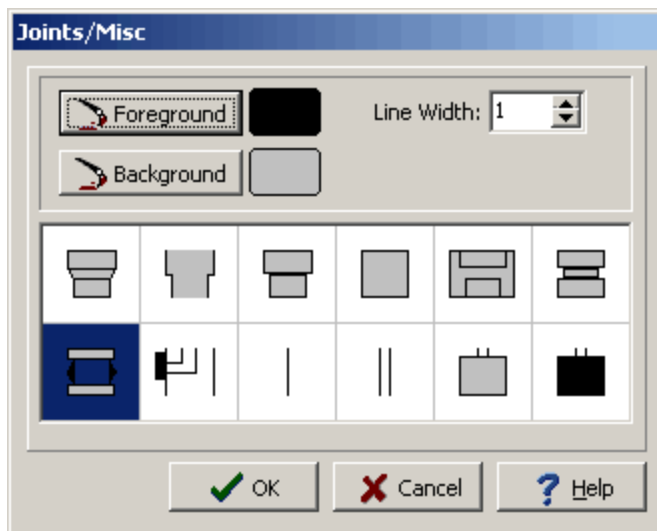 Joints/Misc
Foreground
Line Width: 1
Background
OK
Cancel
Help